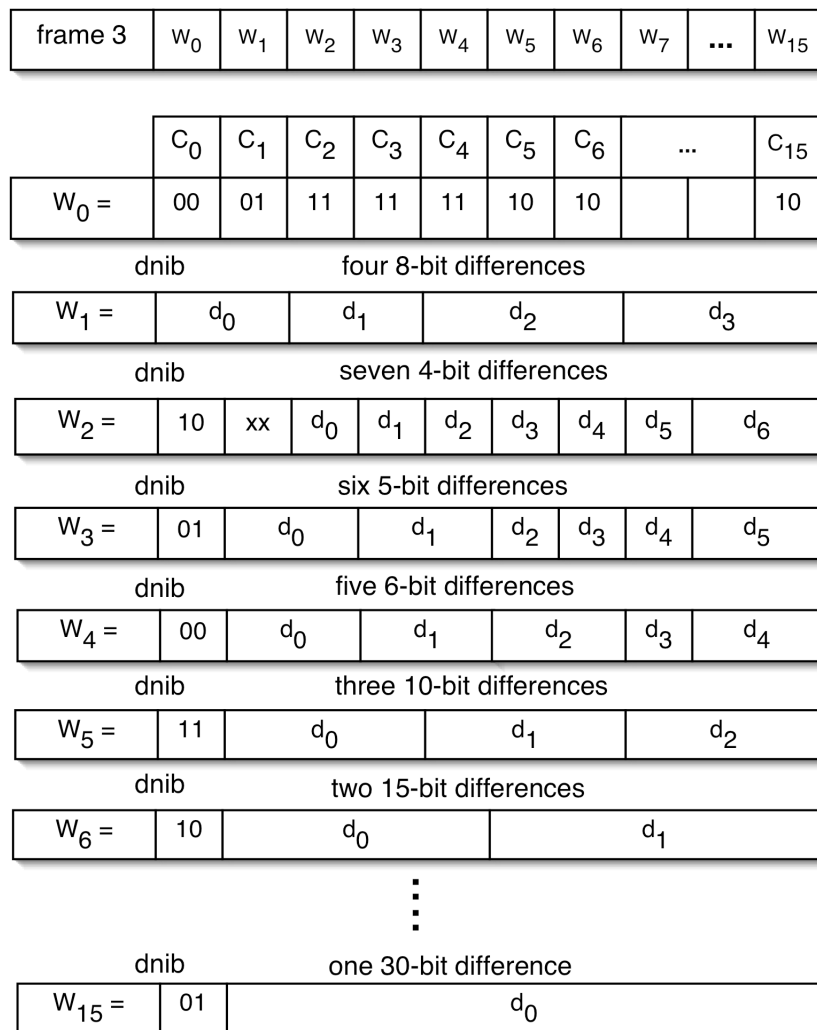 frame 3 w0 w1 w2 w3 w4 w5 w6 w7 ... w15
C0 C1 C2 C3 C4 C5 C6 ... C15
W0 = 00 01 11 11 11 10 10 10
dnib four 8-bit differences
W1 = d0 d1 d2 d3
dnib seven 4-bit differences
W2 = 10 xx d0 d1 d2 d3 d4 d5 d6
dnib six 5-bit differences
W3 = 01 d0 d1 d2 d3 d4 d5
dnib five 6-bit differences
W4 = 00 d0 d1 d2 d3 d4
dnib three 10-bit differences
W5 = 11 d0 d1 d2
dnib two 15-bit differences
W6 = 10 d0 d1
dnib one 30-bit difference
W15 = 01 d0